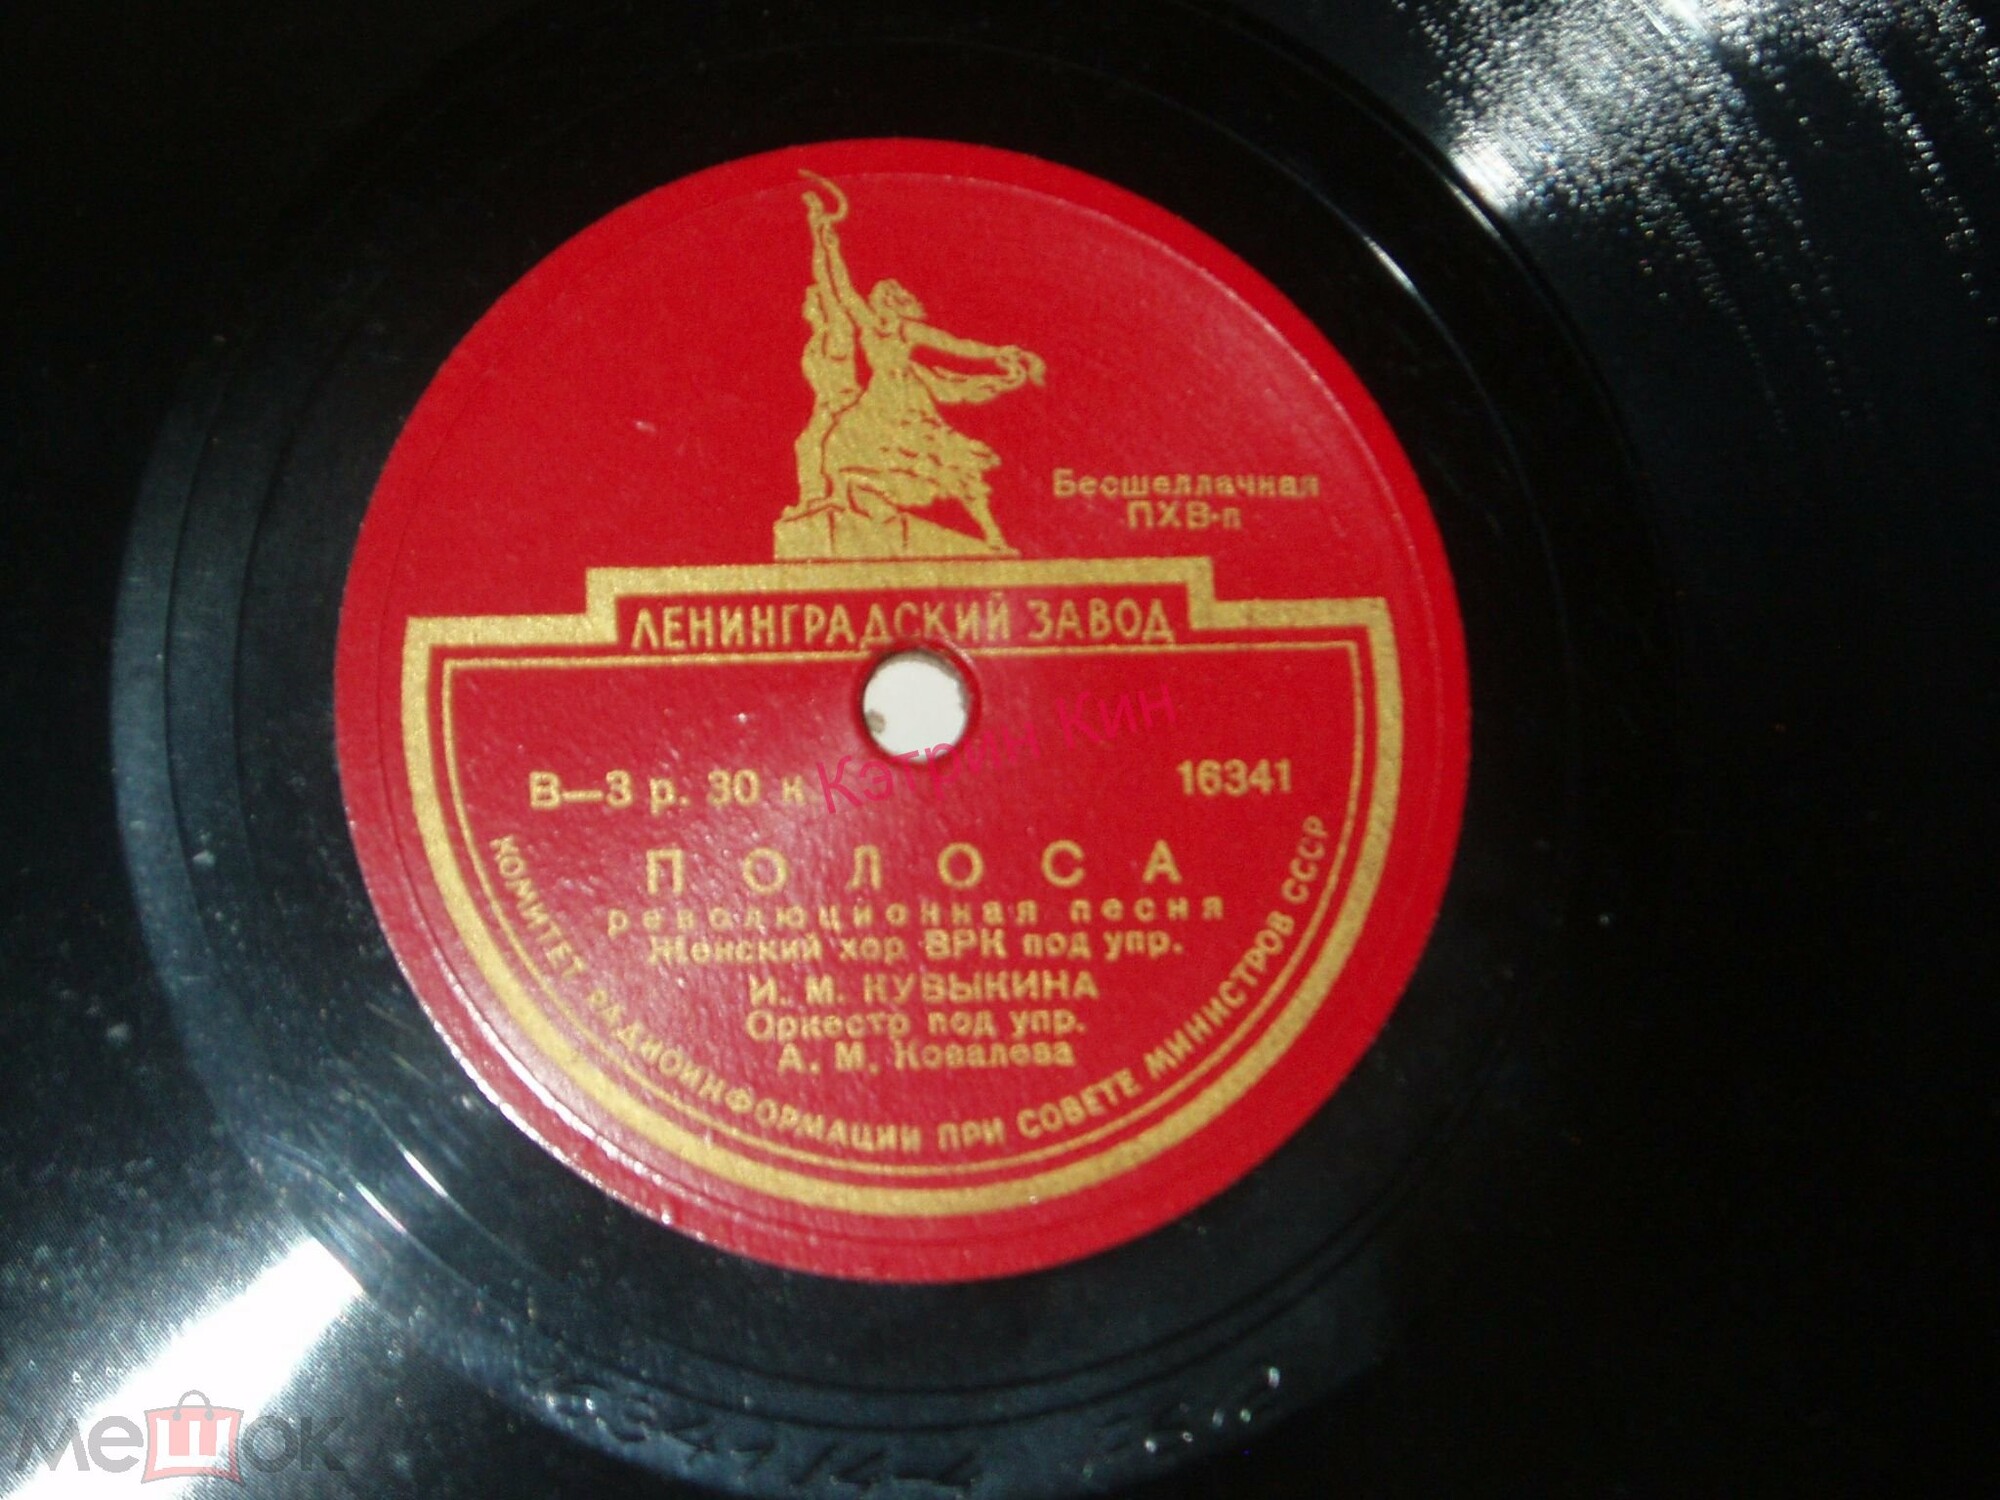 Бесшеллачная
ПХВ-п
ЛЕНИНГРАДСКИЙ ЗАВОД
В—3 р. 30 к
16341
ПОЛОСА
революционная песня
Женский хор ВРК под упр.
И. М. КУВЫКИНА
Оркестр под упр.
А. М. Ковалева
КОМИТЕТ РАДИОИНФОРМАЦИИ ПРИ СОВЕТЕ МИНИСТРОВ СССР
Кэтрин Кин
мешок